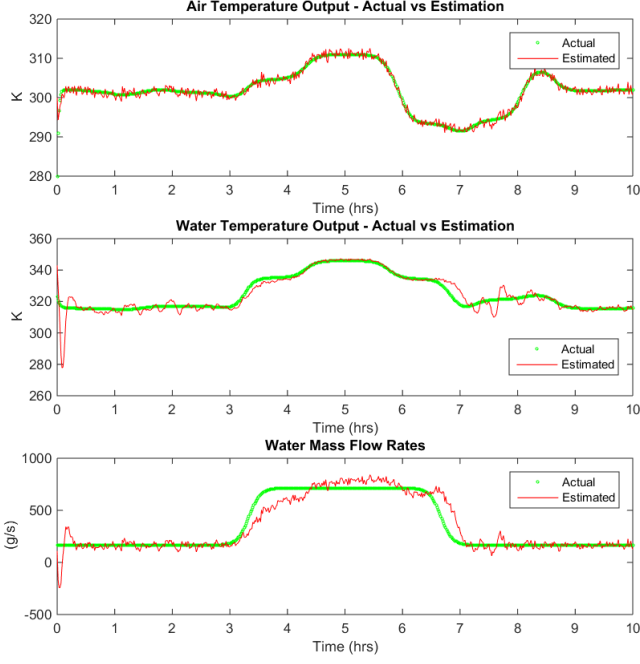 Air Temperature Output - Actual vs Estimation
320
310
300
290
280
K
Actual
Estimated
0 1 2 3 4 5 6 7 8 9 10
Time (hrs)
Water Temperature Output - Actual vs Estimation
360
340
320
300
280
260
K
Actual
Estimated
0 1 2 3 4 5 6 7 8 9 10
Time (hrs)
Water Mass Flow Rates
1000
500
0
-500
(g/s)
Actual
Estimated
0 1 2 3 4 5 6 7 8 9 10
Time (hrs)